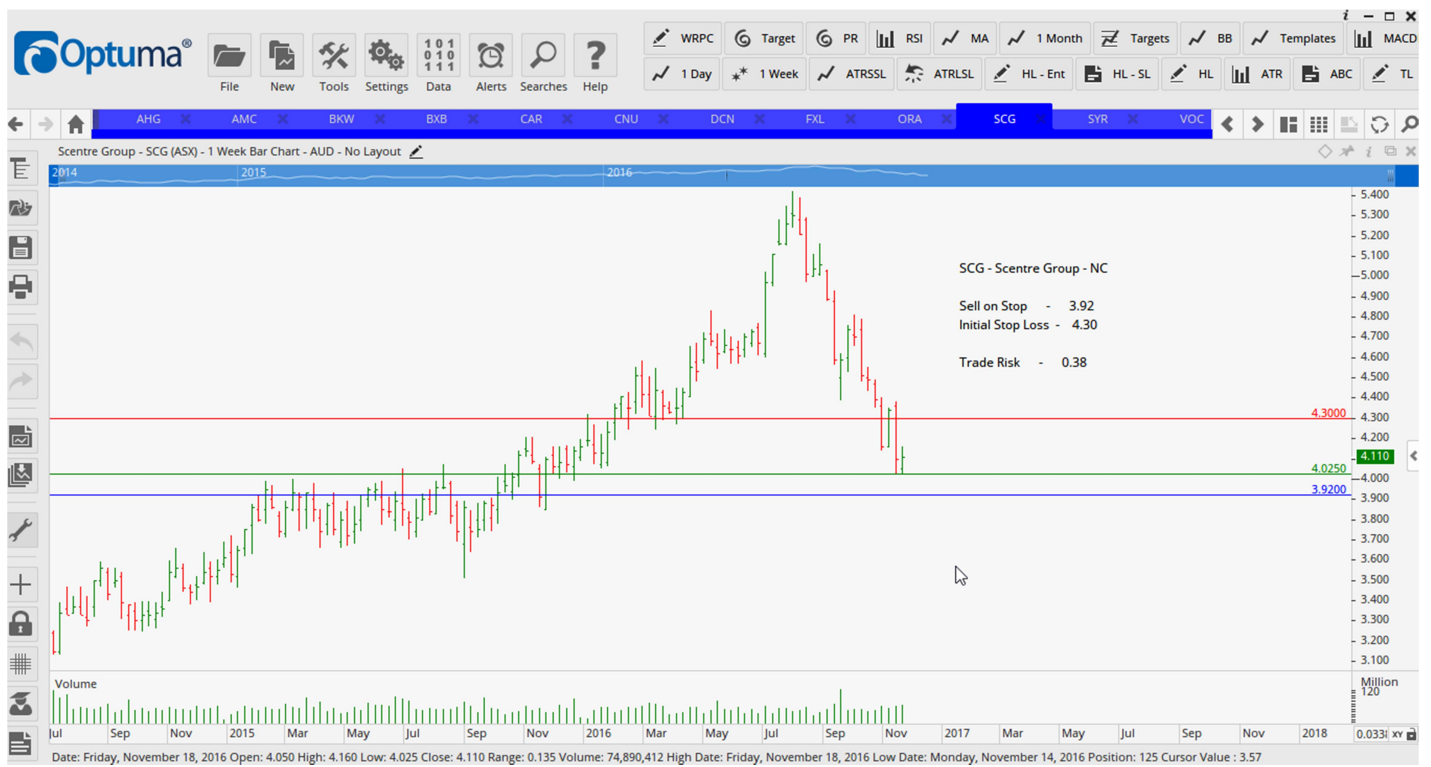 i
Optuma®
File
New
Tools
Settings
101
010
111
Data
Alerts
Searches
?
Help
WRPC
Target
PR
RSI
MA
1 Month
Targets
BB
Templates
MACD
1 Day
1 Week
ATRSSL
ATRLSL
HL - Ent
HL - SL
HL
ATR
ABC
TL
AHG
AMC
BKW
BXB
CAR
CNU
DCN
FXL
ORA
SCG
SYR
VOC
Scentre Group - SCG (ASX) - 1 Week Bar Chart - AUD - No Layout
i
2014
2015
2016
SCG - Scentre Group - NC
Sell on Stop - 3.92
Initial Stop Loss - 4.30
Trade Risk - 0.38
5.400
5.300
5.200
5.100
5.000
4.900
4.800
4.700
4.600
4.500
4.400
4.3000
4.300
4.200
4.110
4.0250
4.000
3.9200
3.900
3.800
3.700
3.600
3.500
3.400
3.300
3.200
3.100
Volume
Million
120
Jul
Sep
Nov
2015
Mar
May
Jul
Sep
Nov
2016
Mar
May
Jul
Sep
Nov
2017
Mar
May
Jul
Sep
Nov
2018
XY
Date: Friday, November 18, 2016 Open: 4.050 High: 4.160 Low: 4.025 Close: 4.110 Range: 0.135 Volume: 74,890,412 High Date: Friday, November 18, 2016 Low Date: Monday, November 14, 2016 Position: 125 Cursor Value : 3.57